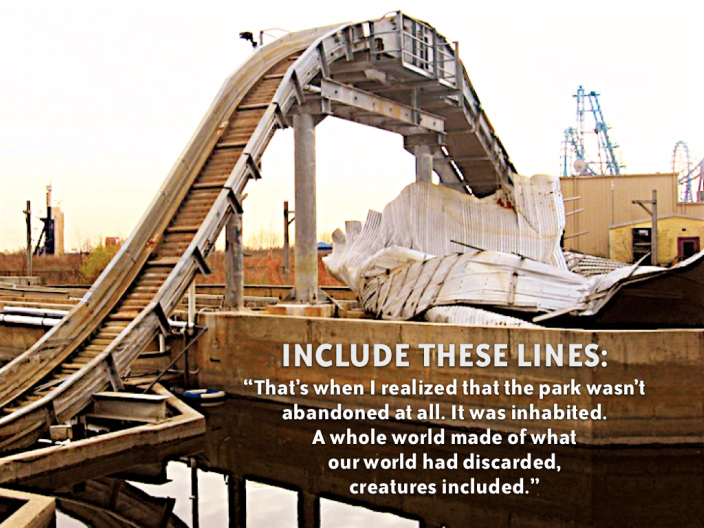 INCLUDE THESE LINES:
“That’s when I realized that the park wasn’t
abandoned at all. It was inhabited.
A whole world made of what
our world had discarded,
creatures included.”